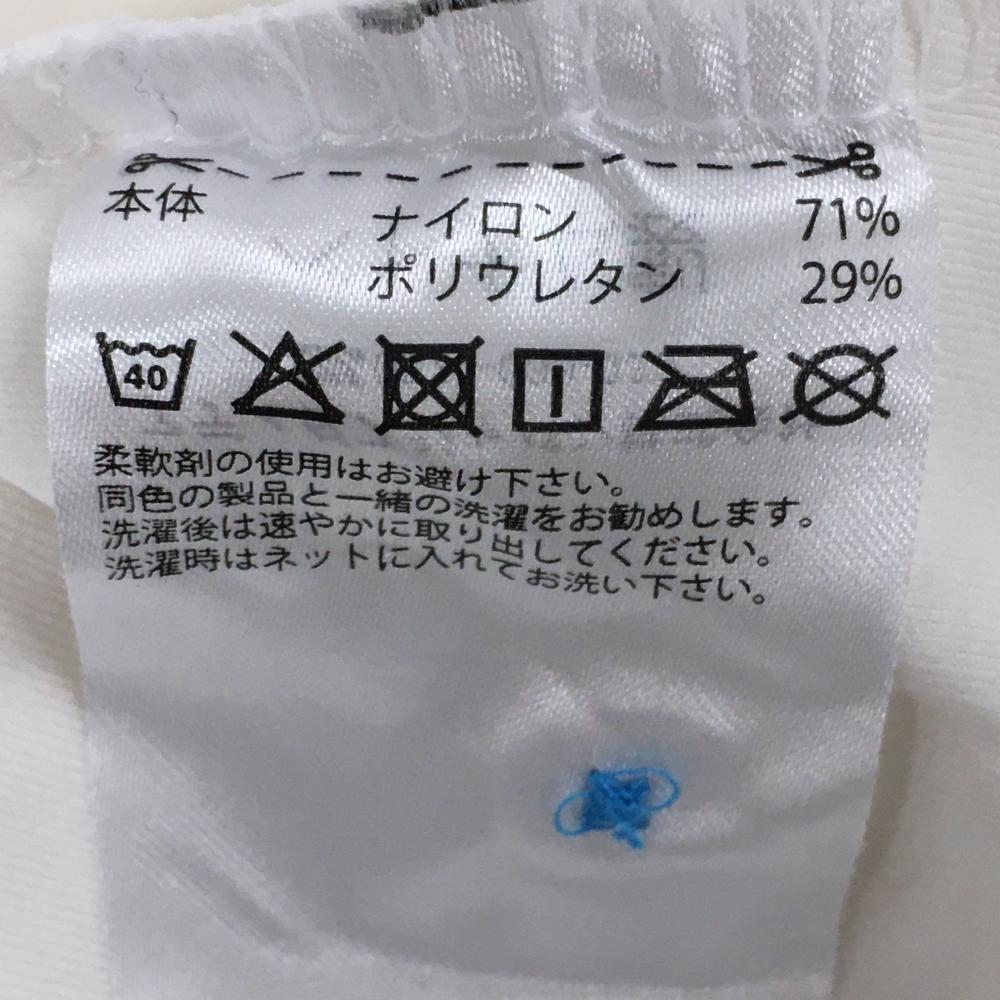 本体 ナイロン 71%
ポリウレタン 29%
40
柔軟剤の使用はお避け下さい。
同色の製品と一緒の洗濯をお勧めします。
洗濯後は速やかに取り出してください。
洗濯時はネットに入れてお洗い下さい。